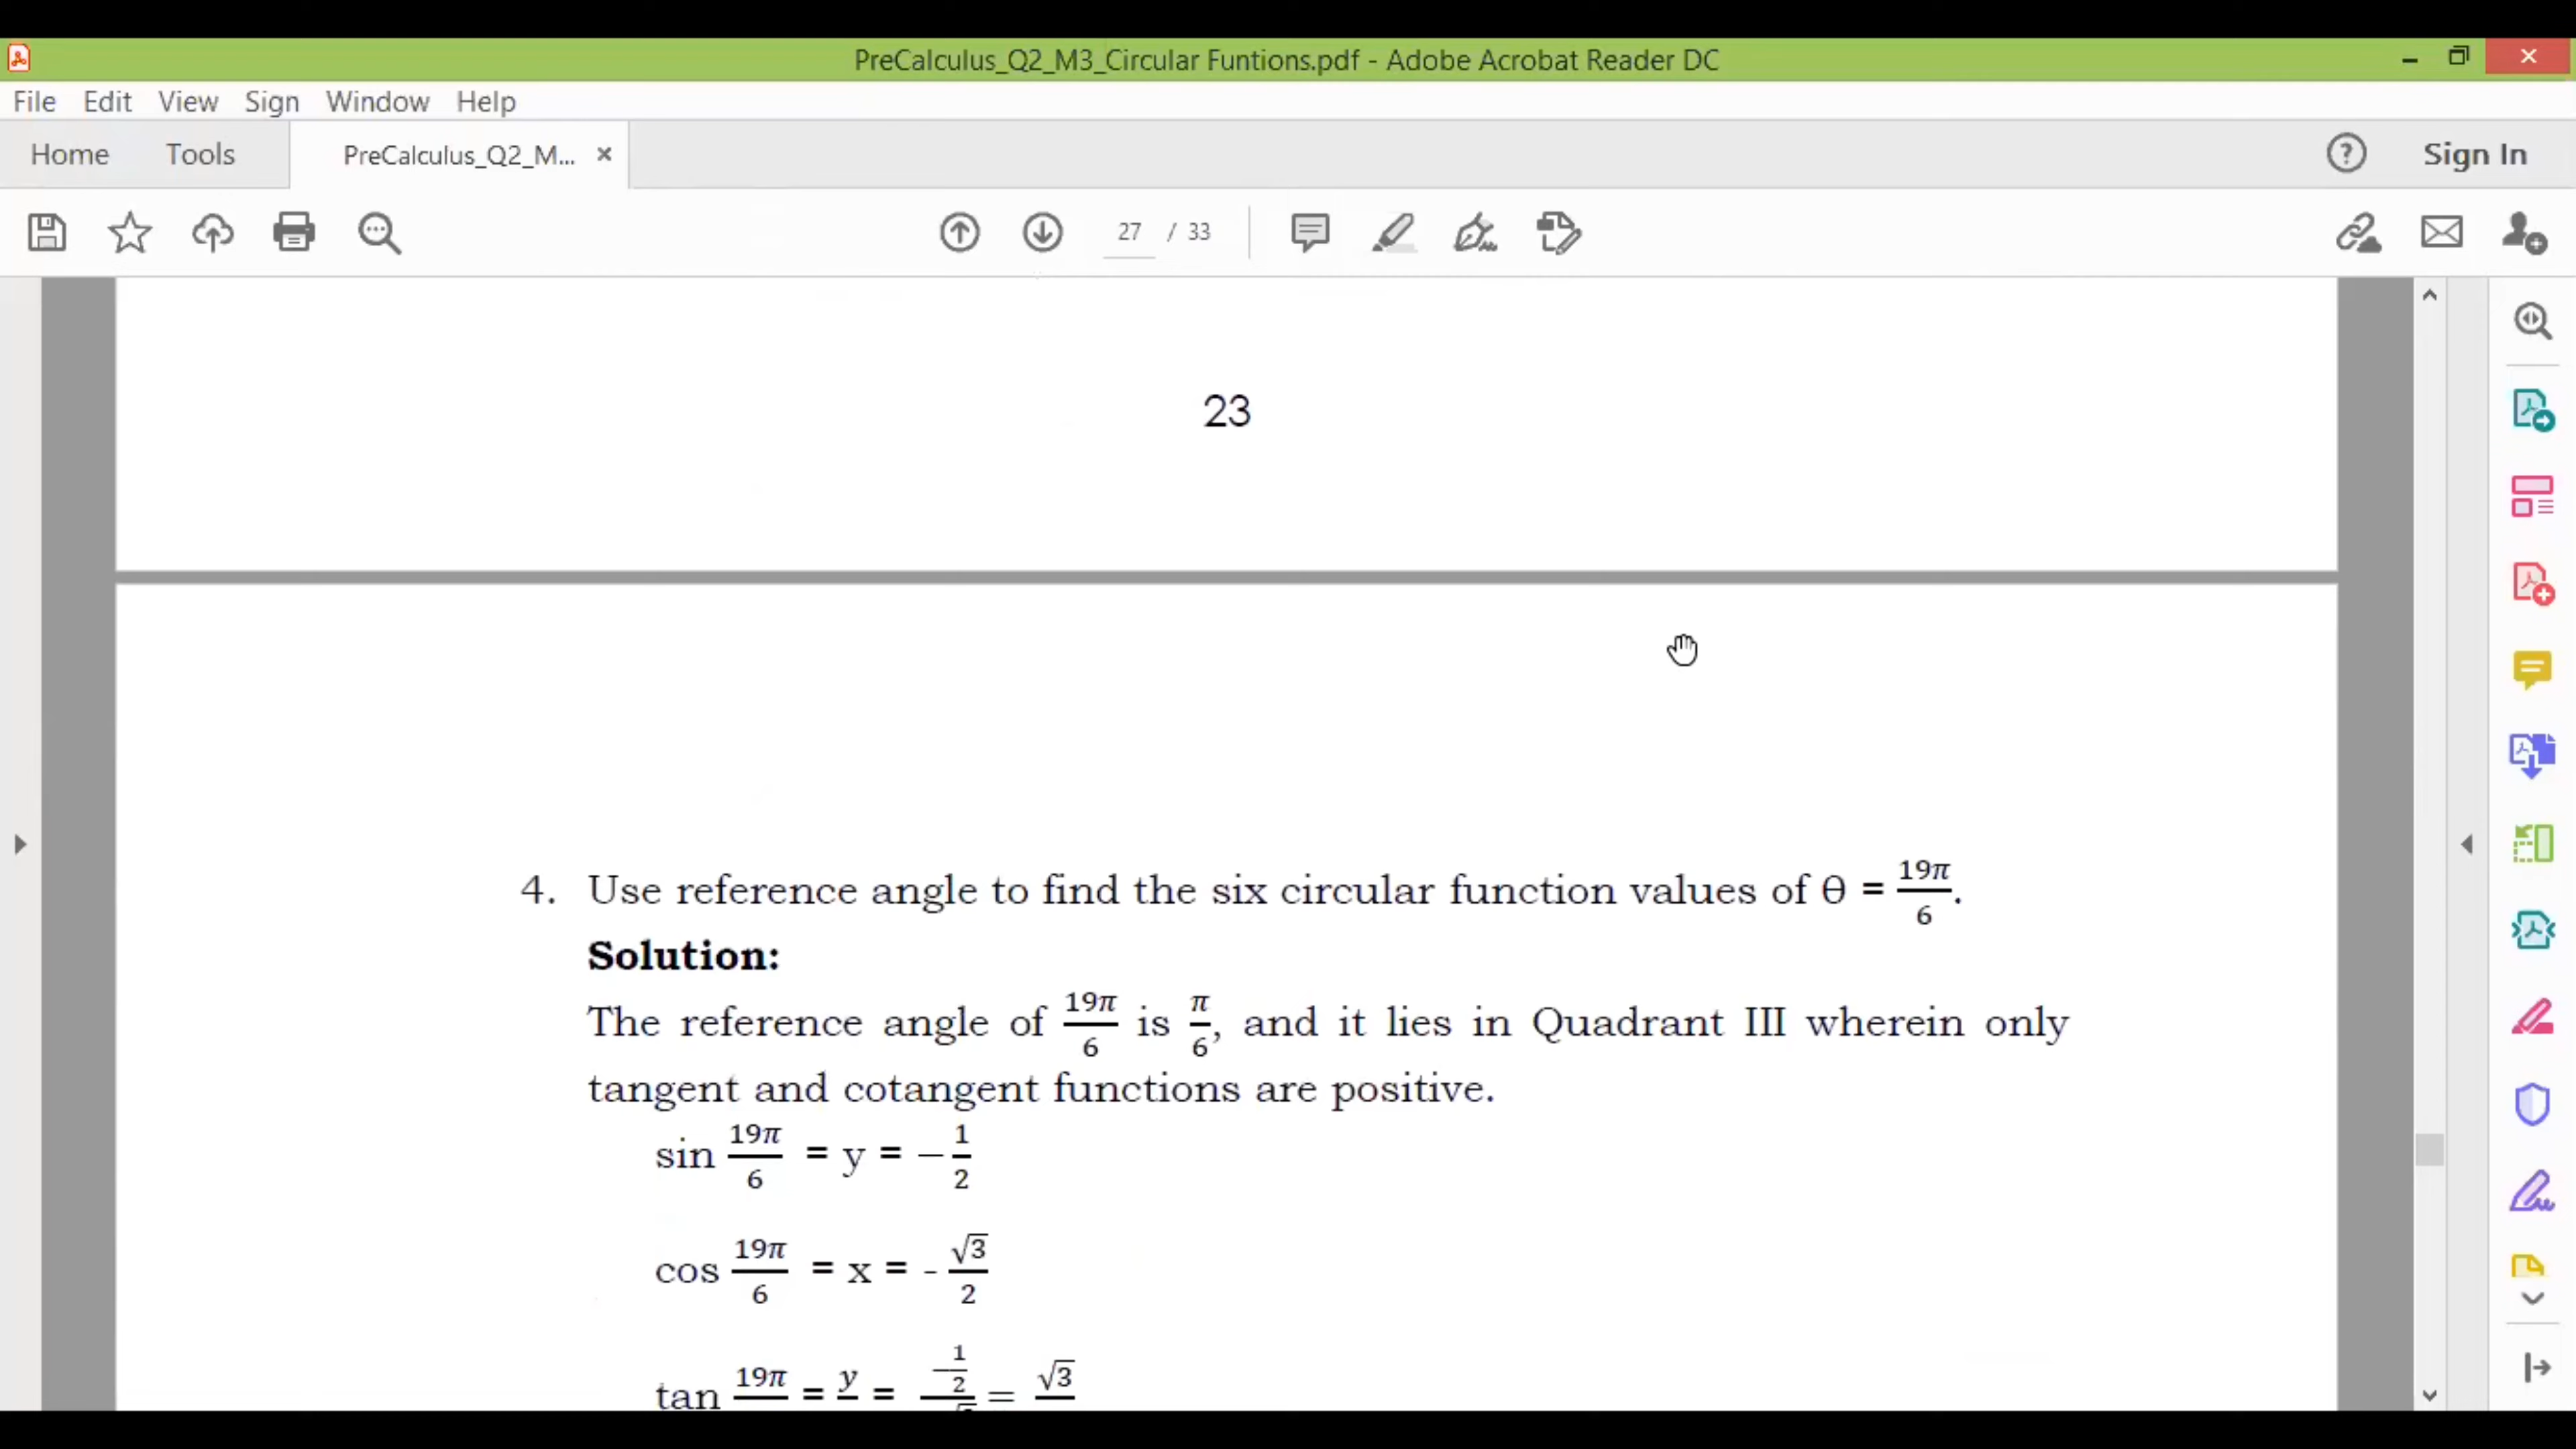 PreCalculus_Q2_M3_Circular Funtions.pdf - Adobe Acrobat Reader DC
File Edit View Sign Window Help
Home Tools PreCalculus_Q2_M... × Sign In
27 / 33
23
4. Use reference angle to find the six circular function values of θ = 19π/6.
Solution:
The reference angle of 19π/6 is π/6, and it lies in Quadrant III wherein only
tangent and cotangent functions are positive.
sin 19π/6 = y = −1/2
cos 19π/6 = x = - √3/2
tan 19π = y = −1/2 = √3